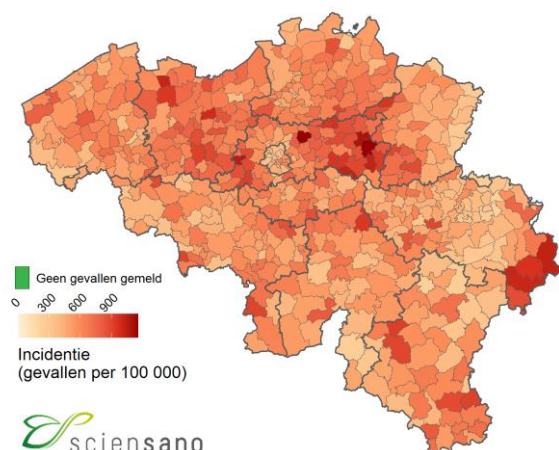 Geen gevallen gemeld
0 300 600 900
Incidentie
(gevallen per 100 000)
sciensano